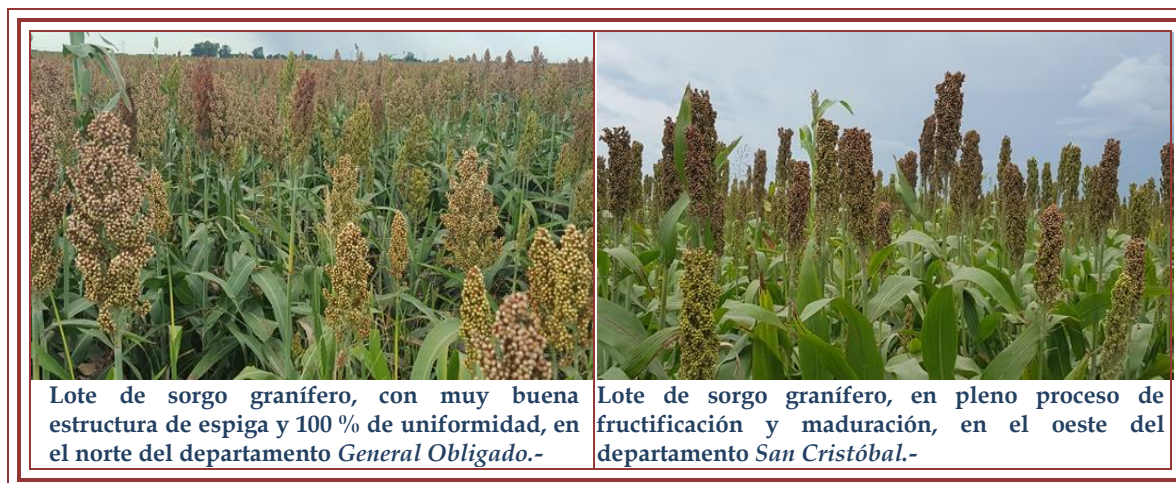 Lote de sorgo granífero, con muy buena
estructura de espiga y 100 % de uniformidad, en
el norte del departamento General Obligado.-
Lote de sorgo granífero, en pleno proceso de
fructificación y maduración, en el oeste del
departamento San Cristóbal.-